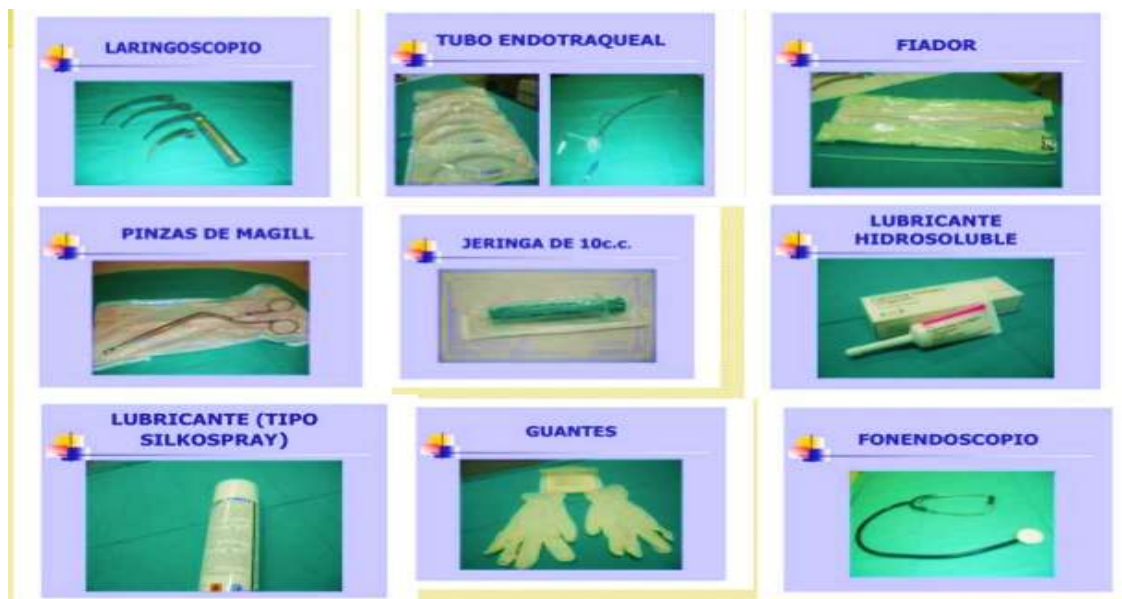 LARINGOSCOPIO
TUBO ENDOTRAQUEAL
FIADOR
PINZAS DE MAGILL
JERINGA DE 10c.c.
LUBRICANTE
HIDROSOLUBLE
LUBRICANTE (TIPO
SILKOSPRAY)
GUANTES
FONENDOSCOPIO